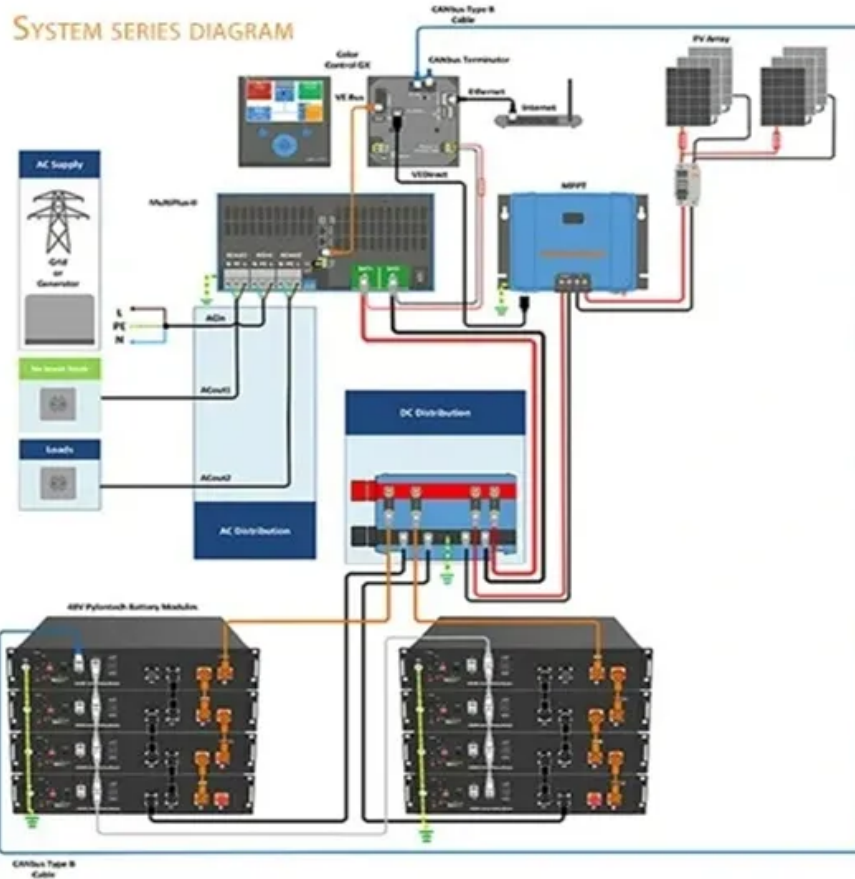 SYSTEM SERIES DIAGRAM
CANbus Type B
Cable
Color
Control GX
CANbus Terminator
PV Array
VE Bus
Ethernet
Internet
AC Supply
VEDirect
MPPT
MultiPlus-II
Grid
or
Generator
L
PE
N
ACin
ACout1
DC Distribution
Loads
ACout2
AC Distribution
48V Pylontech Battery Modules
CANbus Type B
Cable